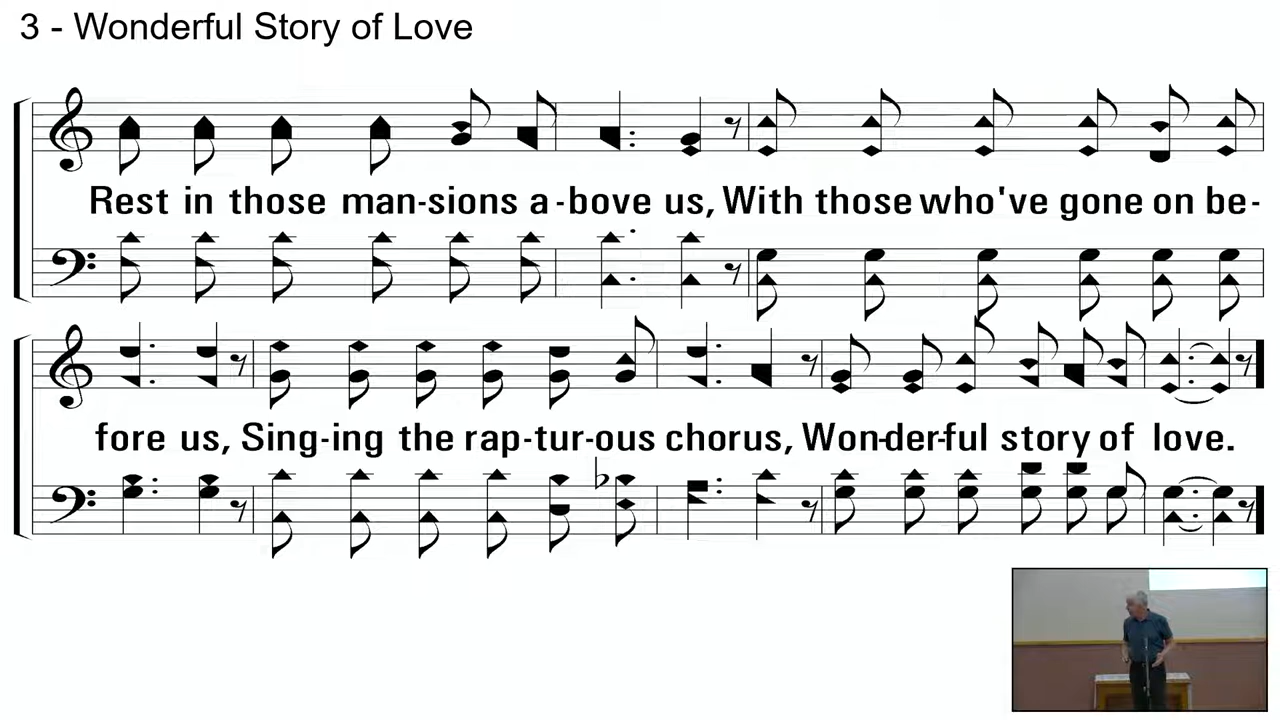 3 - Wonderful Story of Love
Rest in those man-sions a-bove us, With those who've gone on be-
fore us, Sing-ing the rap-tur-ous chorus, Won-der-ful story of love.